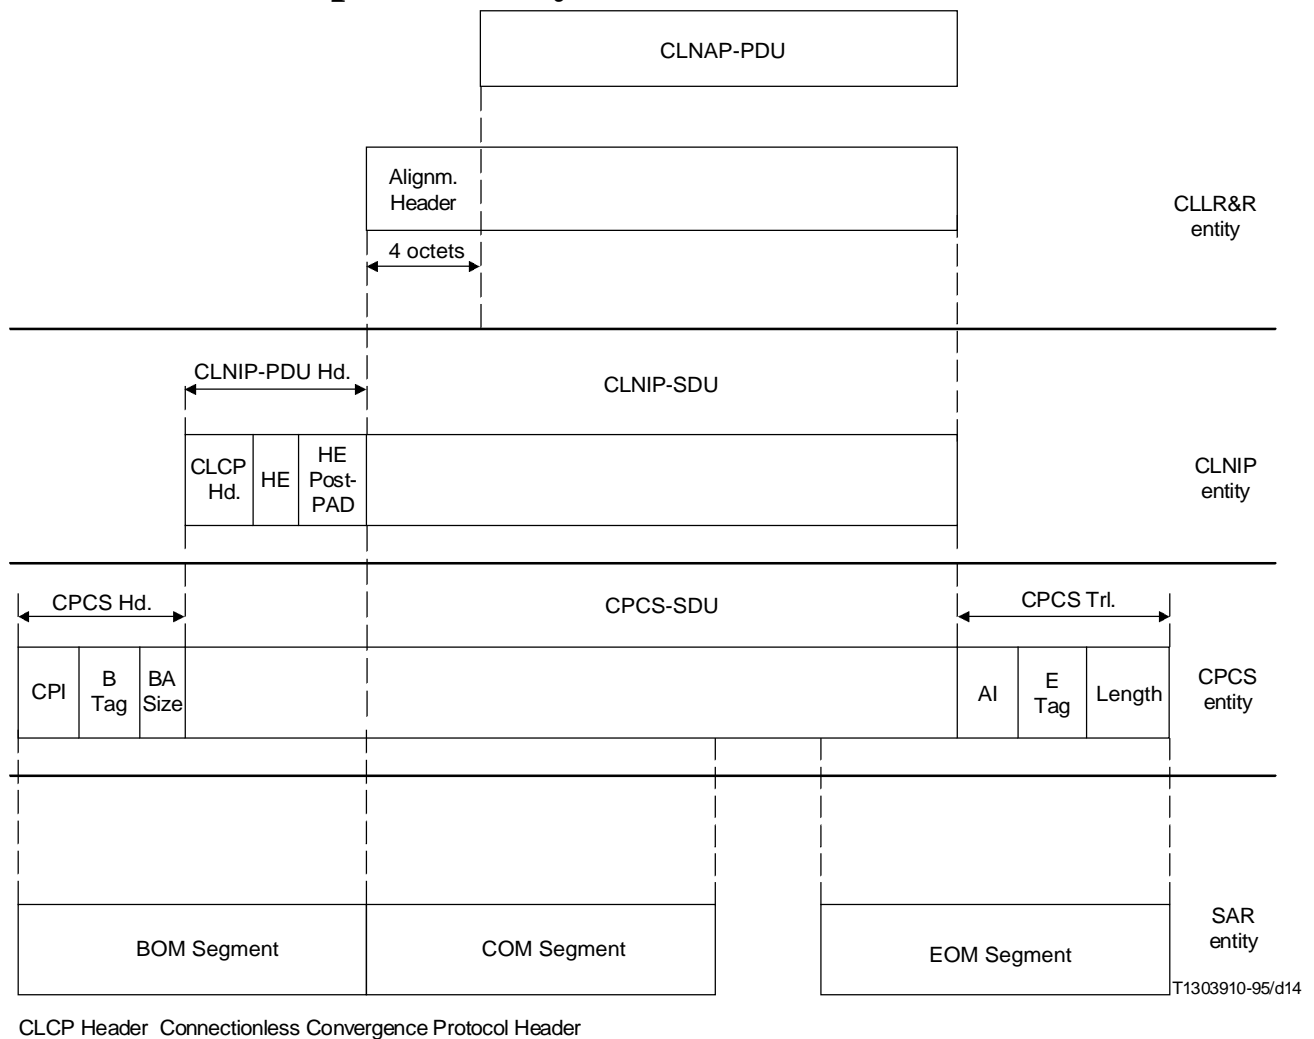 CLNAP-PDU
Alignm.
Header
CLLR&R
entity
4 octets
CLNIP-PDU Hd.
CLNIP-SDU
CLCP
Hd.
HE
HE
Post-
PAD
CLNIP
entity
CPCS Hd.
CPCS-SDU
CPCS Trl.
CPI
B
Tag
BA
Size
AI
E
Tag
Length
CPCS
entity
BOM Segment
COM Segment
EOM Segment
SAR
entity
T1303910-95/d14
CLCP Header Connectionless Convergence Protocol Header